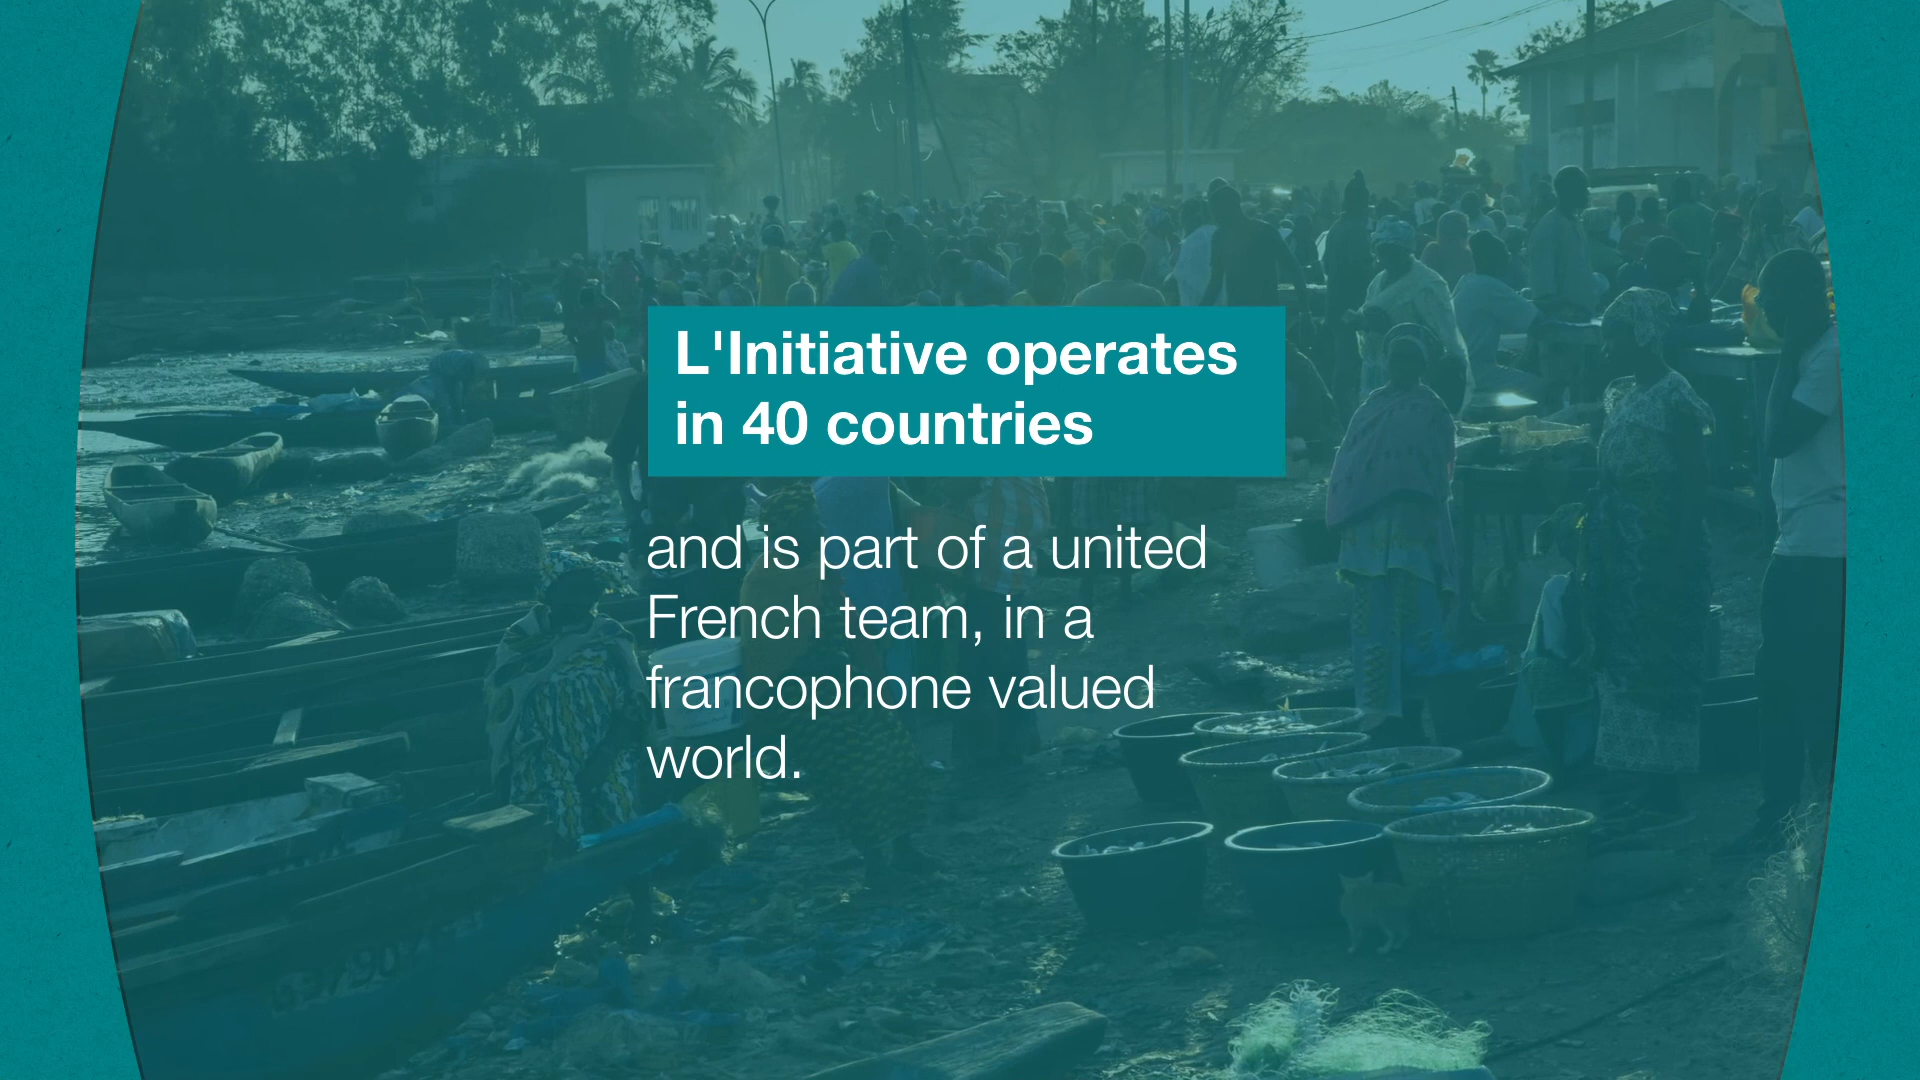 L'Initiative operates
in 40 countries
and is part of a united
French team, in a
francophone valued
world.